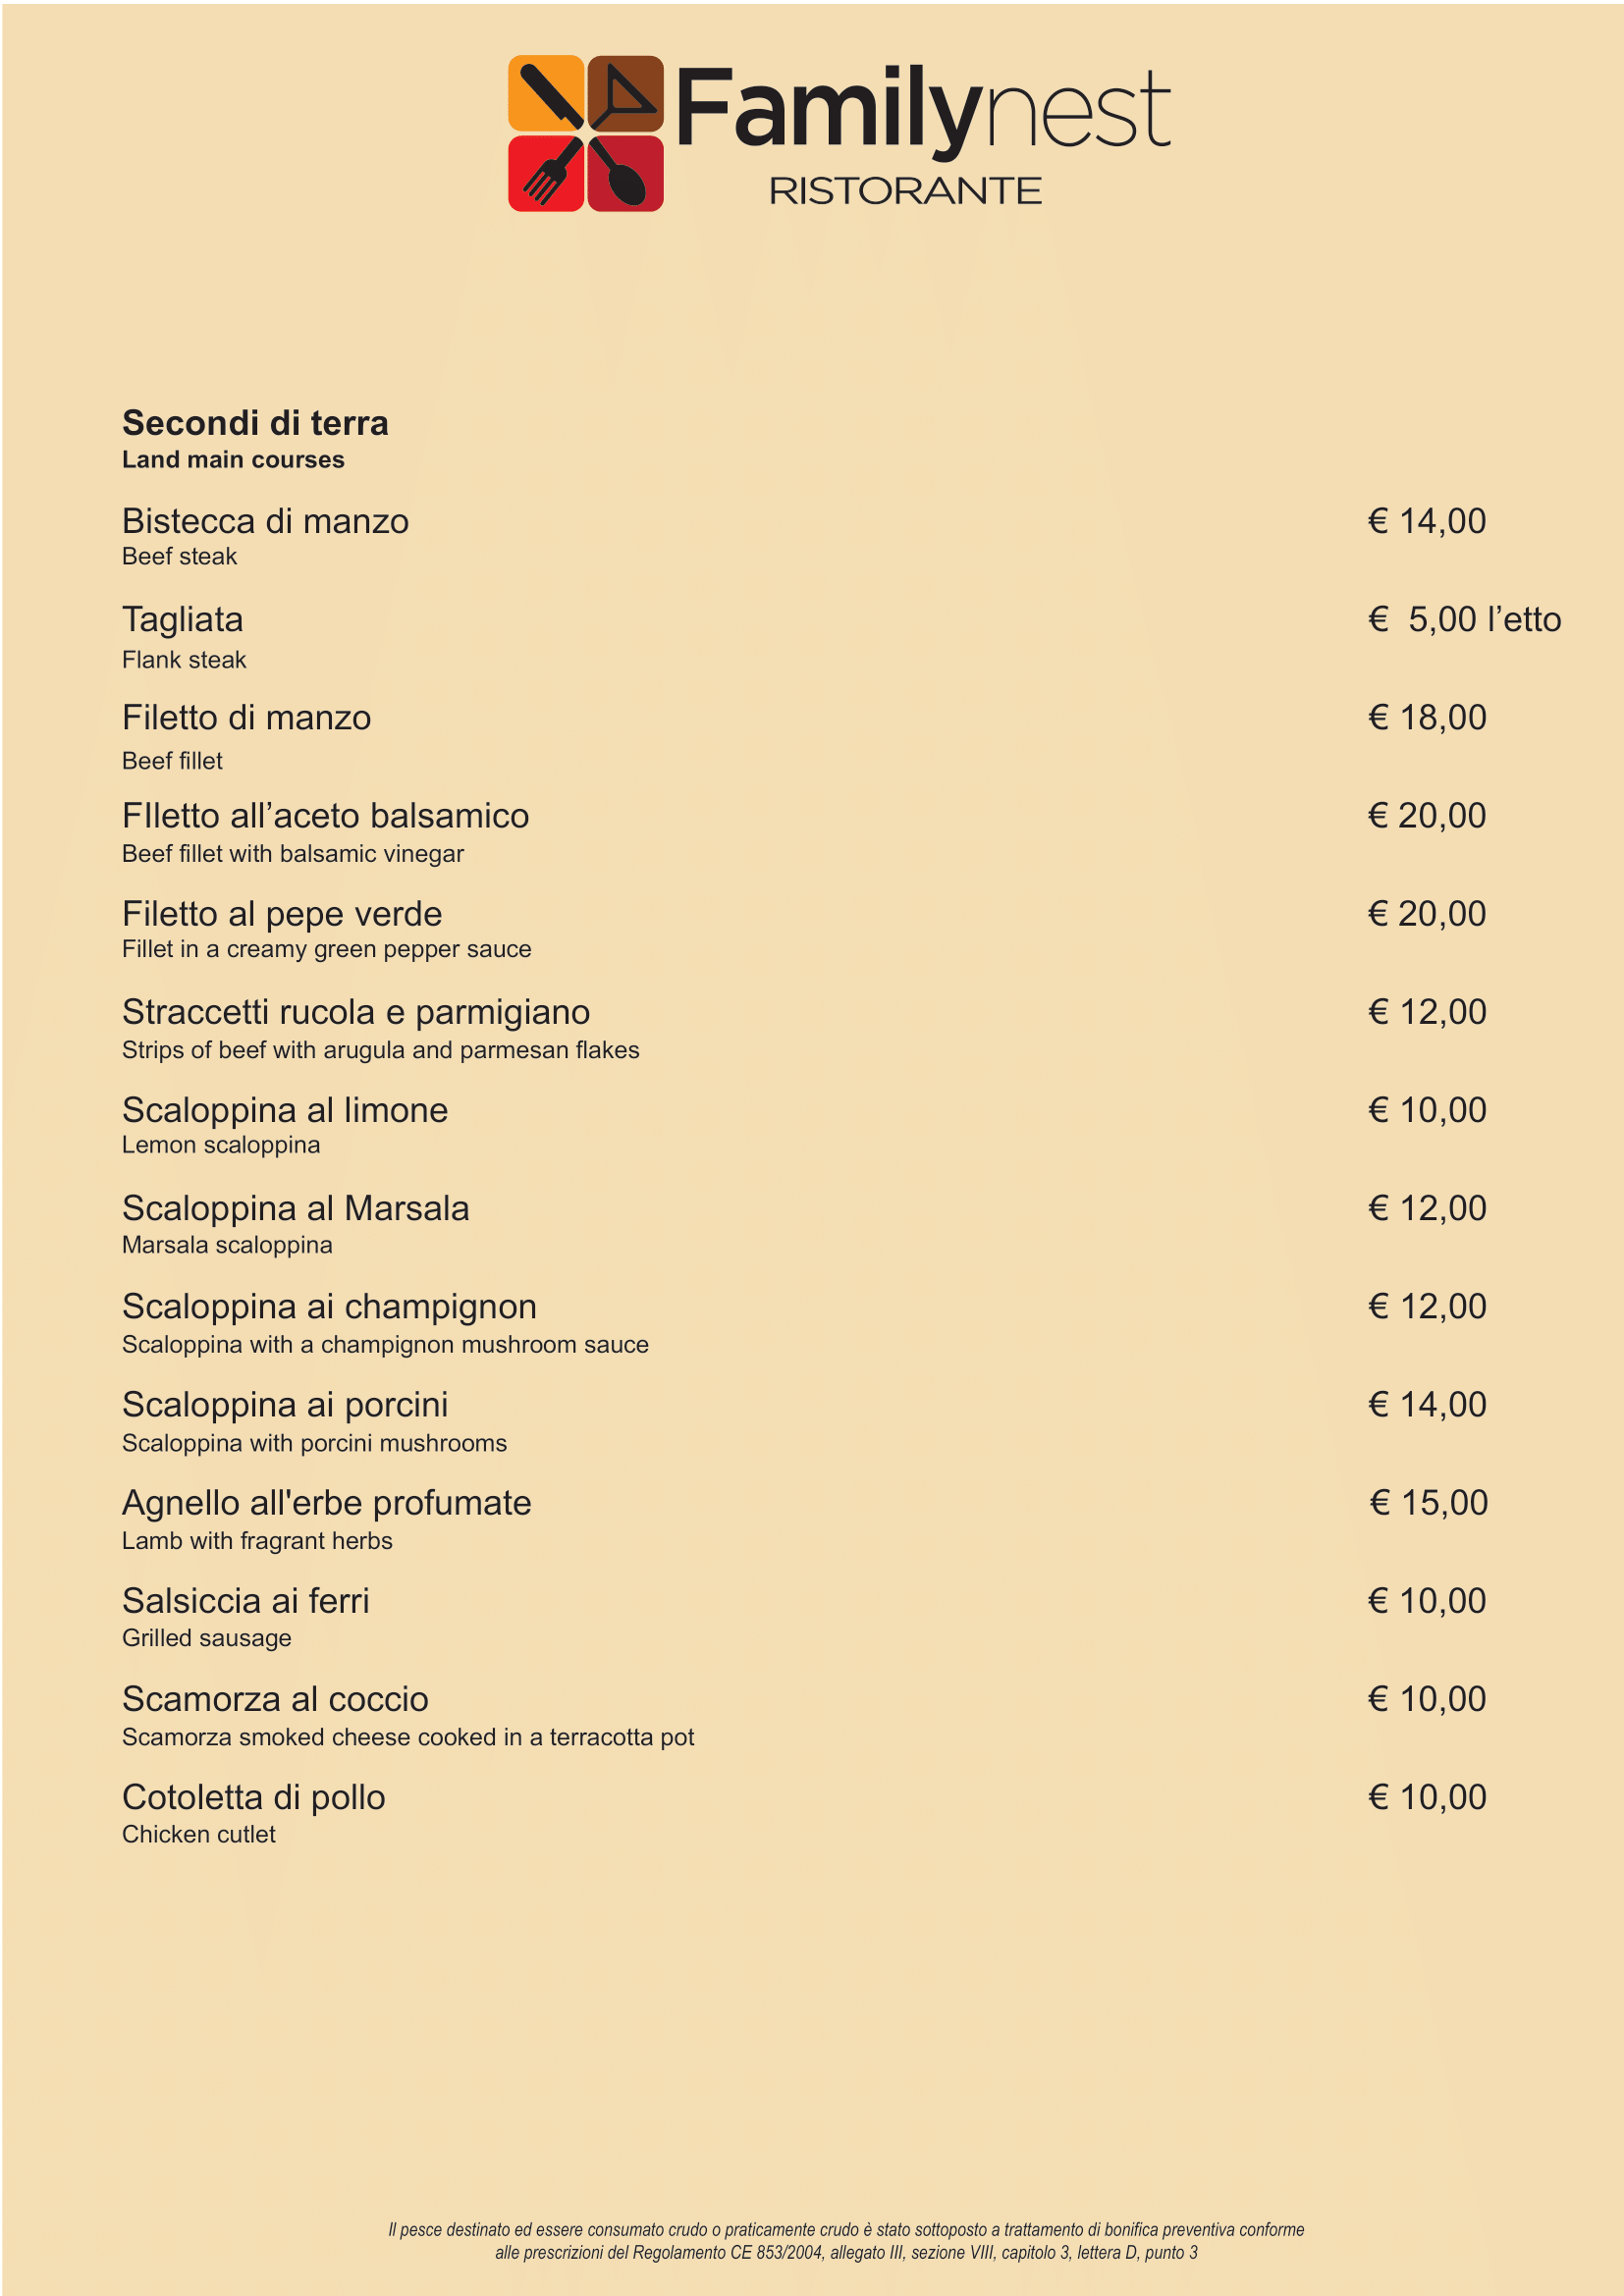 Familynest
RISTORANTE
Secondi di terra
Land main courses
Bistecca di manzo € 14,00
Beef steak
Tagliata €  5,00 l’etto
Flank steak
Filetto di manzo € 18,00
Beef fillet
FIletto all’aceto balsamico € 20,00
Beef fillet with balsamic vinegar
Filetto al pepe verde € 20,00
Fillet in a creamy green pepper sauce
Straccetti rucola e parmigiano € 12,00
Strips of beef with arugula and parmesan flakes
Scaloppina al limone € 10,00
Lemon scaloppina
Scaloppina al Marsala € 12,00
Marsala scaloppina
Scaloppina ai champignon € 12,00
Scaloppina with a champignon mushroom sauce
Scaloppina ai porcini € 14,00
Scaloppina with porcini mushrooms
Agnello all'erbe profumate € 15,00
Lamb with fragrant herbs
Salsiccia ai ferri € 10,00
Grilled sausage
Scamorza al coccio € 10,00
Scamorza smoked cheese cooked in a terracotta pot
Cotoletta di pollo € 10,00
Chicken cutlet
Il pesce destinato ed essere consumato crudo o praticamente crudo è stato sottoposto a trattamento di bonifica preventiva conforme
alle prescrizioni del Regolamento CE 853/2004, allegato III, sezione VIII, capitolo 3, lettera D, punto 3